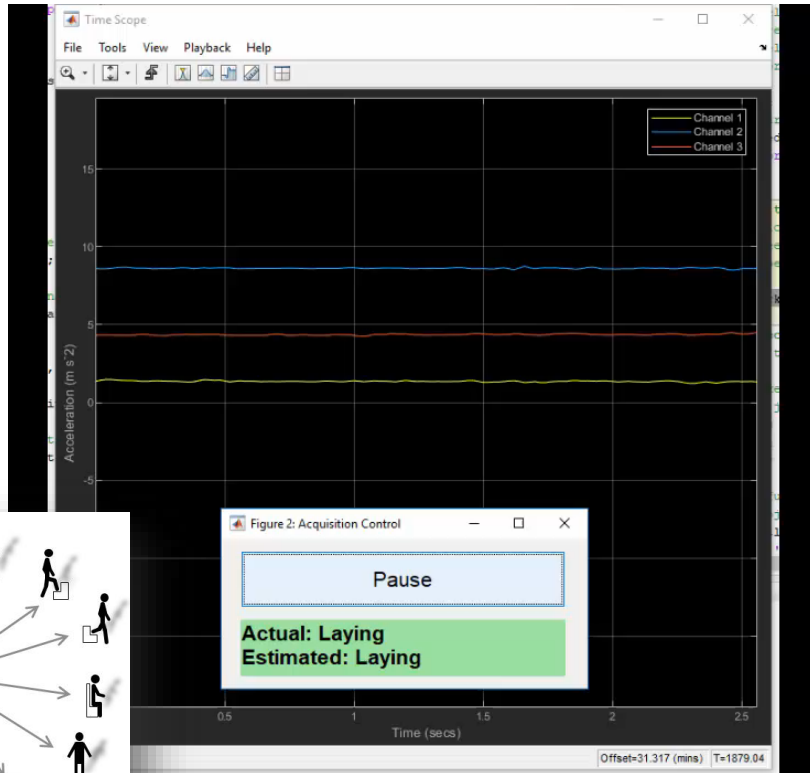 Time Scope
File Tools View Playback Help
Channel 1
Channel 2
Channel 3
15
10
5
0
-5
Acceleration (m s^2)
Figure 2: Acquisition Control
Pause
Actual: Laying
Estimated: Laying
0.5 1 1.5 2 2.5
Time (secs)
Offset=31.317 (mins) T=1879.04